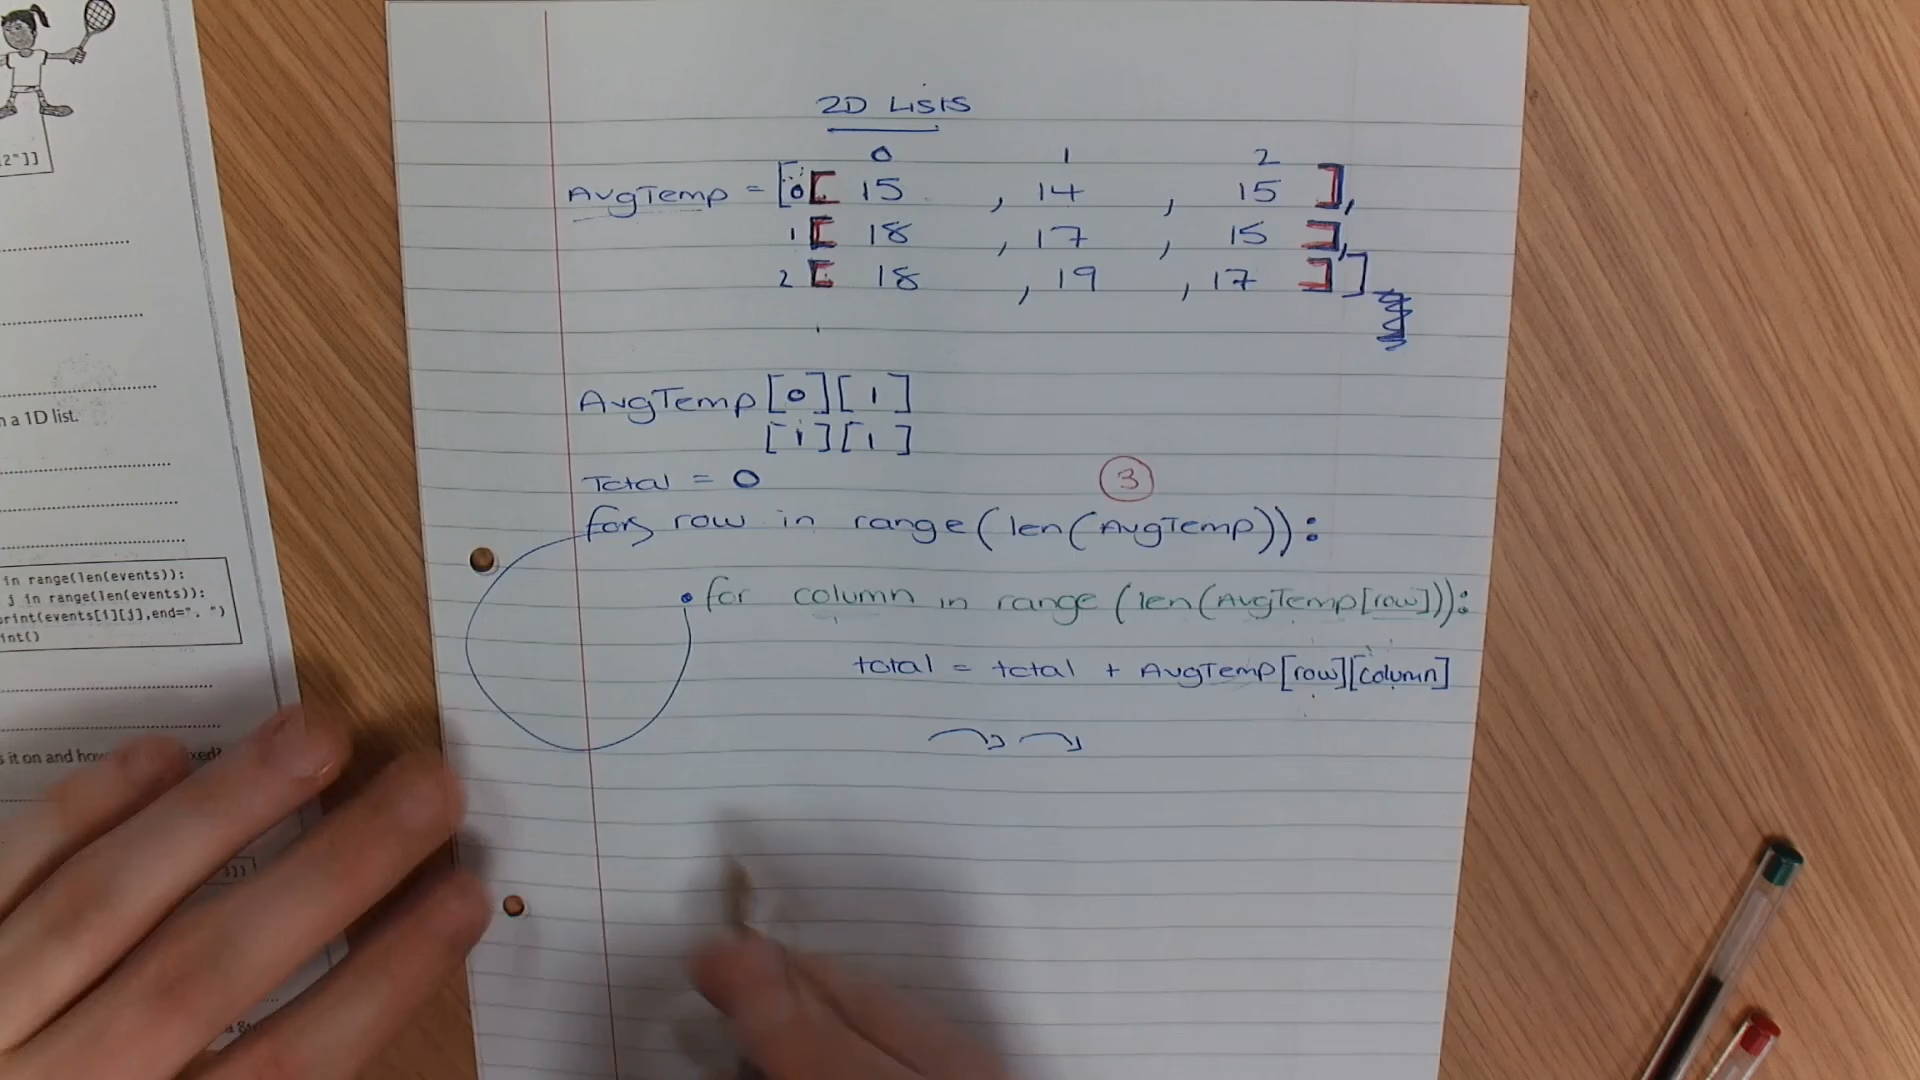 2D Lists
0 1 2
AvgTemp = [0[ 15 , 14 , 15 ],
1 [ 18 , 17 , 15 ],
2 [ 18 , 19 , 17 ]]
AvgTemp[0][1]
[1][1]
Total = 0
3
for row in range(len(AvgTemp)):
for column in range(len(AvgTemp[row])):
total = total + AvgTemp[row][column]
2"]]
n a 1D list.
in range(len(events)):
j in range(len(events)):
print(events[i][j],end=", ")
int()
s it on and how xed?